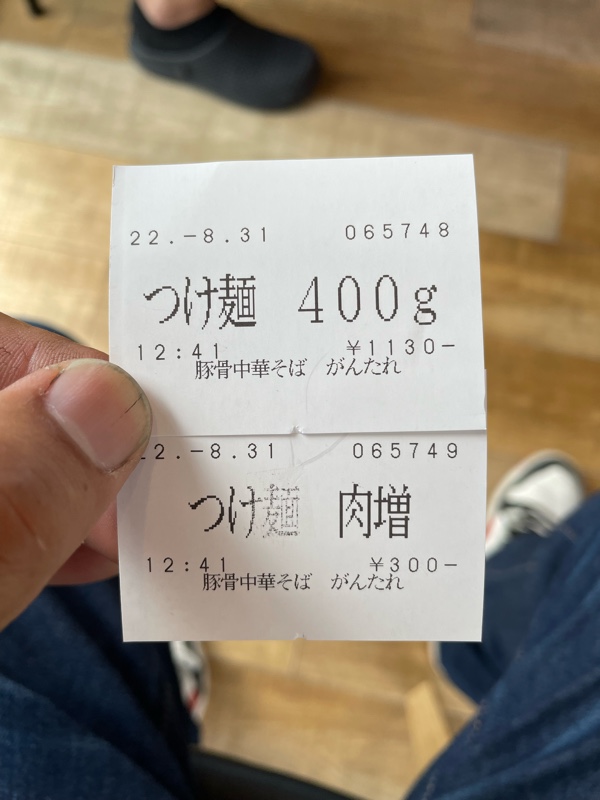 22.-8.31 065748
つけ麺 400g
12:41 ¥1130-
豚骨中華そば がんたれ
2.-8.31 065749
つけ麺 肉増
12:41 ¥300-
豚骨中華そば がんたれ